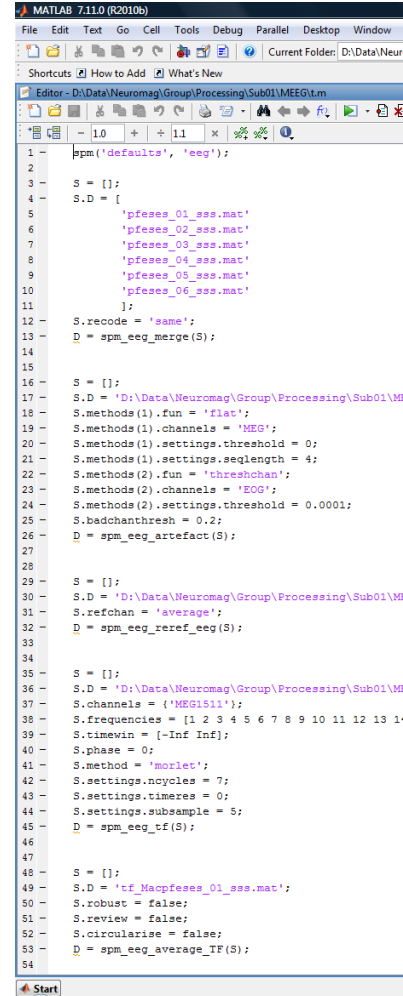 MATLAB 7.11.0 (R2010b)
File Edit Text Go Cell Tools Debug Parallel Desktop Window
Current Folder: D:\Data\Neur
Shortcuts How to Add What's New
Editor - D:\Data\Neuromag\Group\Processing\Sub01\MEEG\t.m
- 1.0 + ÷ 1.1 ×
1 - spm('defaults', 'eeg');
2
3 - S = [];
4 - S.D = [
5 'pfeses_01_sss.mat'
6 'pfeses_02_sss.mat'
7 'pfeses_03_sss.mat'
8 'pfeses_04_sss.mat'
9 'pfeses_05_sss.mat'
10 'pfeses_06_sss.mat'
11 ];
12 - S.recode = 'same';
13 - D = spm_eeg_merge(S);
14
15
16 - S = [];
17 - S.D = 'D:\Data\Neuromag\Group\Processing\Sub01\ME
18 - S.methods(1).fun = 'flat';
19 - S.methods(1).channels = 'MEG';
20 - S.methods(1).settings.threshold = 0;
21 - S.methods(1).settings.seqlength = 4;
22 - S.methods(2).fun = 'threshchan';
23 - S.methods(2).channels = 'EOG';
24 - S.methods(2).settings.threshold = 0.0001;
25 - S.badchanthresh = 0.2;
26 - D = spm_eeg_artefact(S);
27
28
29 - S = [];
30 - S.D = 'D:\Data\Neuromag\Group\Processing\Sub01\ME
31 - S.refchan = 'average';
32 - D = spm_eeg_reref_eeg(S);
33
34
35 - S = [];
36 - S.D = 'D:\Data\Neuromag\Group\Processing\Sub01\ME
37 - S.channels = {'MEG1511'};
38 - S.frequencies = [1 2 3 4 5 6 7 8 9 10 11 12 13 14
39 - S.timewin = [-Inf Inf];
40 - S.phase = 0;
41 - S.method = 'morlet';
42 - S.settings.ncycles = 7;
43 - S.settings.timeres = 0;
44 - S.settings.subsample = 5;
45 - D = spm_eeg_tf(S);
46
47
48 - S = [];
49 - S.D = 'tf_Macpfeses_01_sss.mat';
50 - S.robust = false;
51 - S.review = false;
52 - S.circularise = false;
53 - D = spm_eeg_average_TF(S);
54
Start